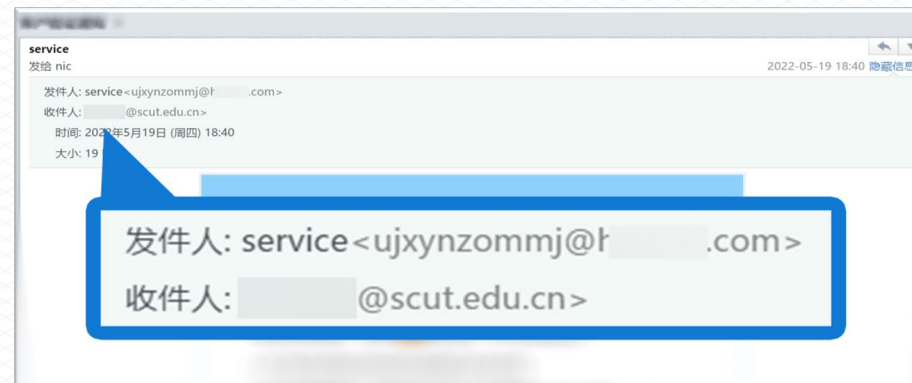 service
发给 nic
2022-05-19 18:40 隐藏信息
发件人: service<ujxynzommj@h .com>
收件人: @scut.edu.cn>
时间: 2022年5月19日 (周四) 18:40
大小: 19
发件人: service<ujxynzommj@h .com>
收件人: @scut.edu.cn>